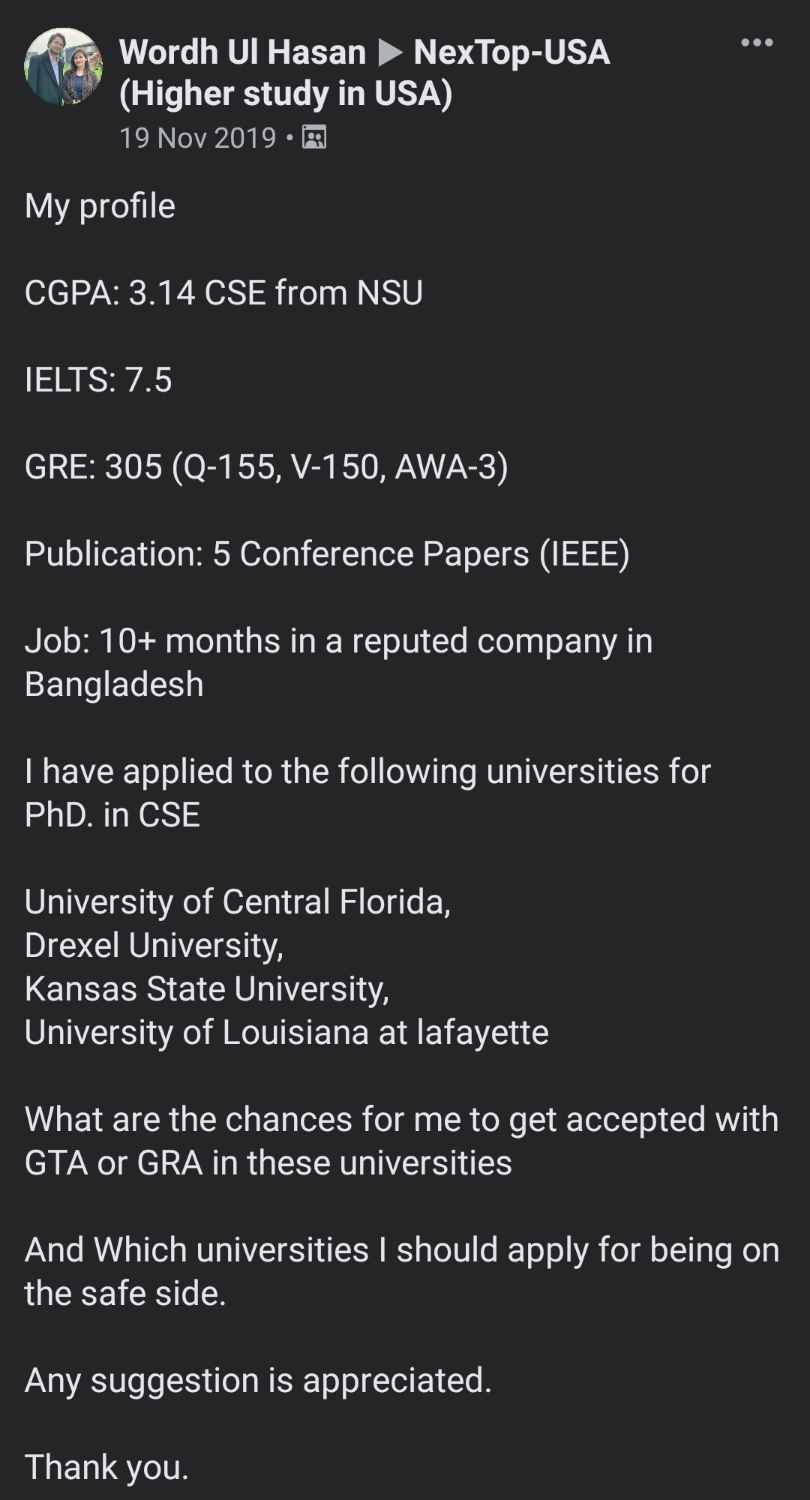 Wordh Ul Hasan ▶ NexTop-USA
(Higher study in USA)
19 Nov 2019 •
My profile
CGPA: 3.14 CSE from NSU
IELTS: 7.5
GRE: 305 (Q-155, V-150, AWA-3)
Publication: 5 Conference Papers (IEEE)
Job: 10+ months in a reputed company in
Bangladesh
I have applied to the following universities for
PhD. in CSE
University of Central Florida,
Drexel University,
Kansas State University,
University of Louisiana at lafayette
What are the chances for me to get accepted with
GTA or GRA in these universities
And Which universities I should apply for being on
the safe side.
Any suggestion is appreciated.
Thank you.